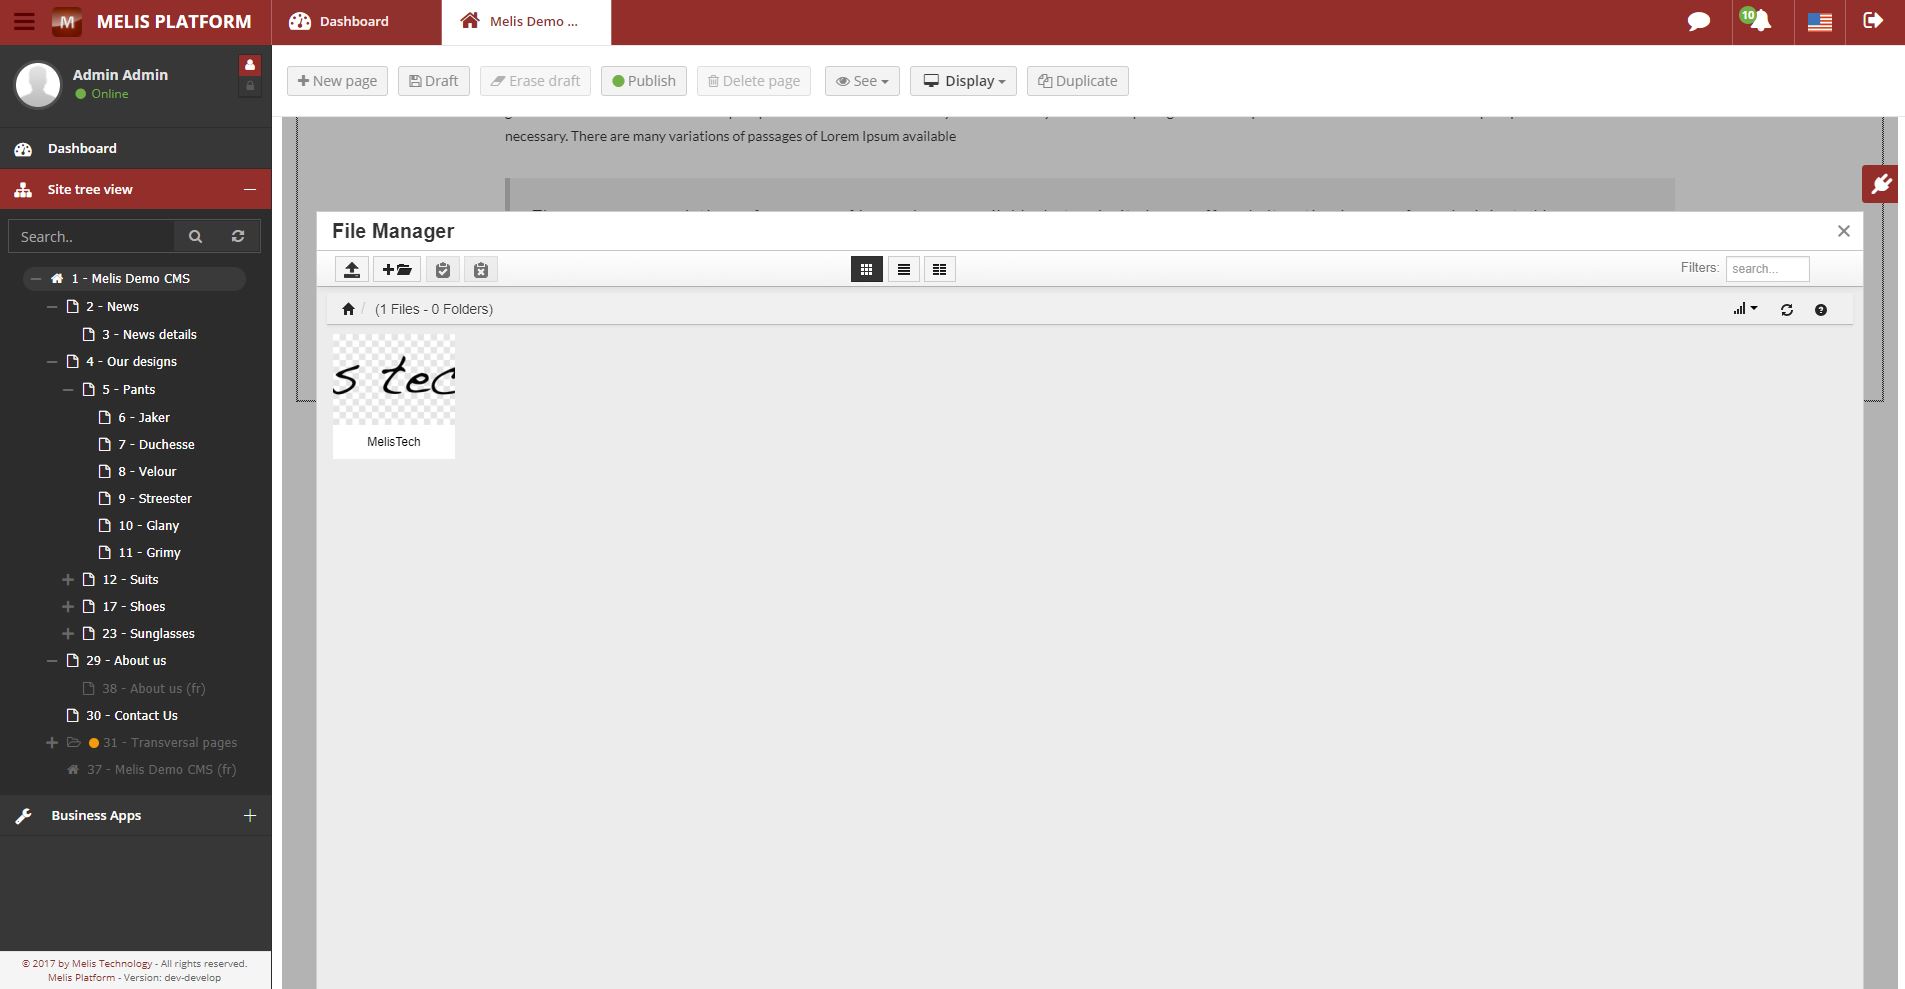 MELIS PLATFORM
Dashboard
Melis Demo ...
10
Admin Admin
Online
New page
Draft
Erase draft
Publish
Delete page
See
Display
Duplicate
necessary. There are many variations of passages of Lorem Ipsum available
Dashboard
Site tree view
Search..
1 - Melis Demo CMS
2 - News
3 - News details
4 - Our designs
5 - Pants
6 - Jaker
7 - Duchesse
8 - Velour
9 - Streester
10 - Glany
11 - Grimy
12 - Suits
17 - Shoes
23 - Sunglasses
29 - About us
38 - About us (fr)
30 - Contact Us
31 - Transversal pages
37 - Melis Demo CMS (fr)
Business Apps
© 2017 by Melis Technology - All rights reserved.
Melis Platform - Version: dev-develop
File Manager
Filters:
search...
/ (1 Files - 0 Folders)
s tec
MelisTech